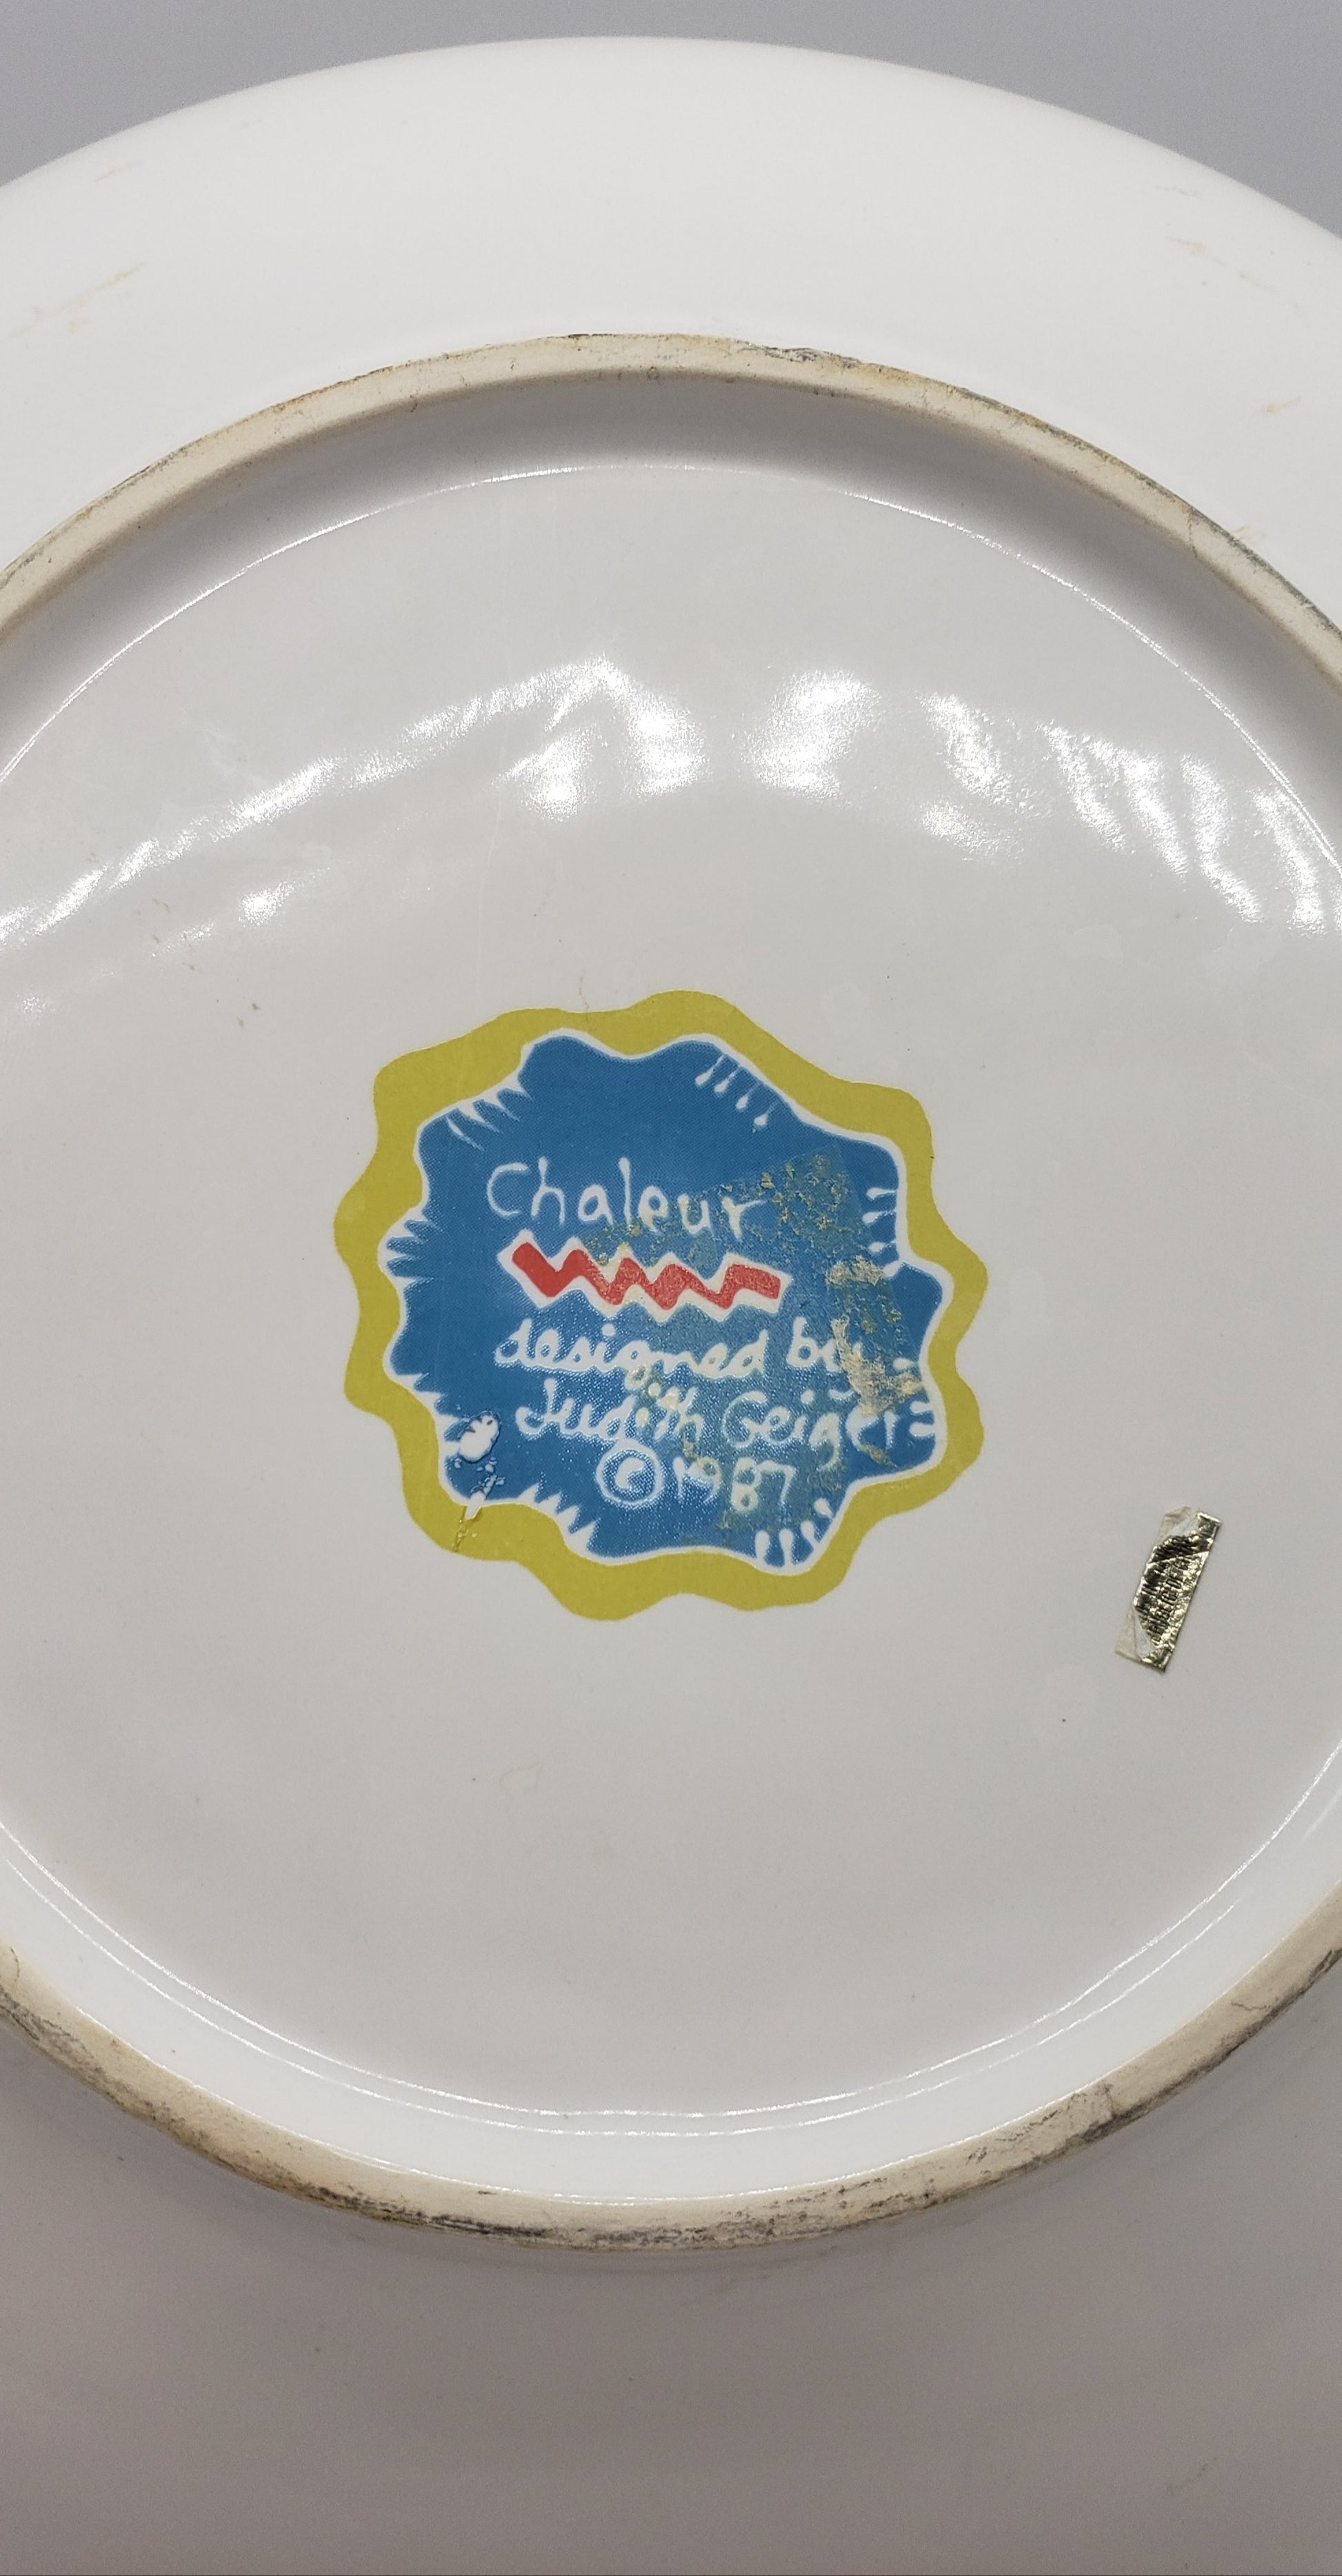 Chaleur
designed by
Judith Geiger
©1987